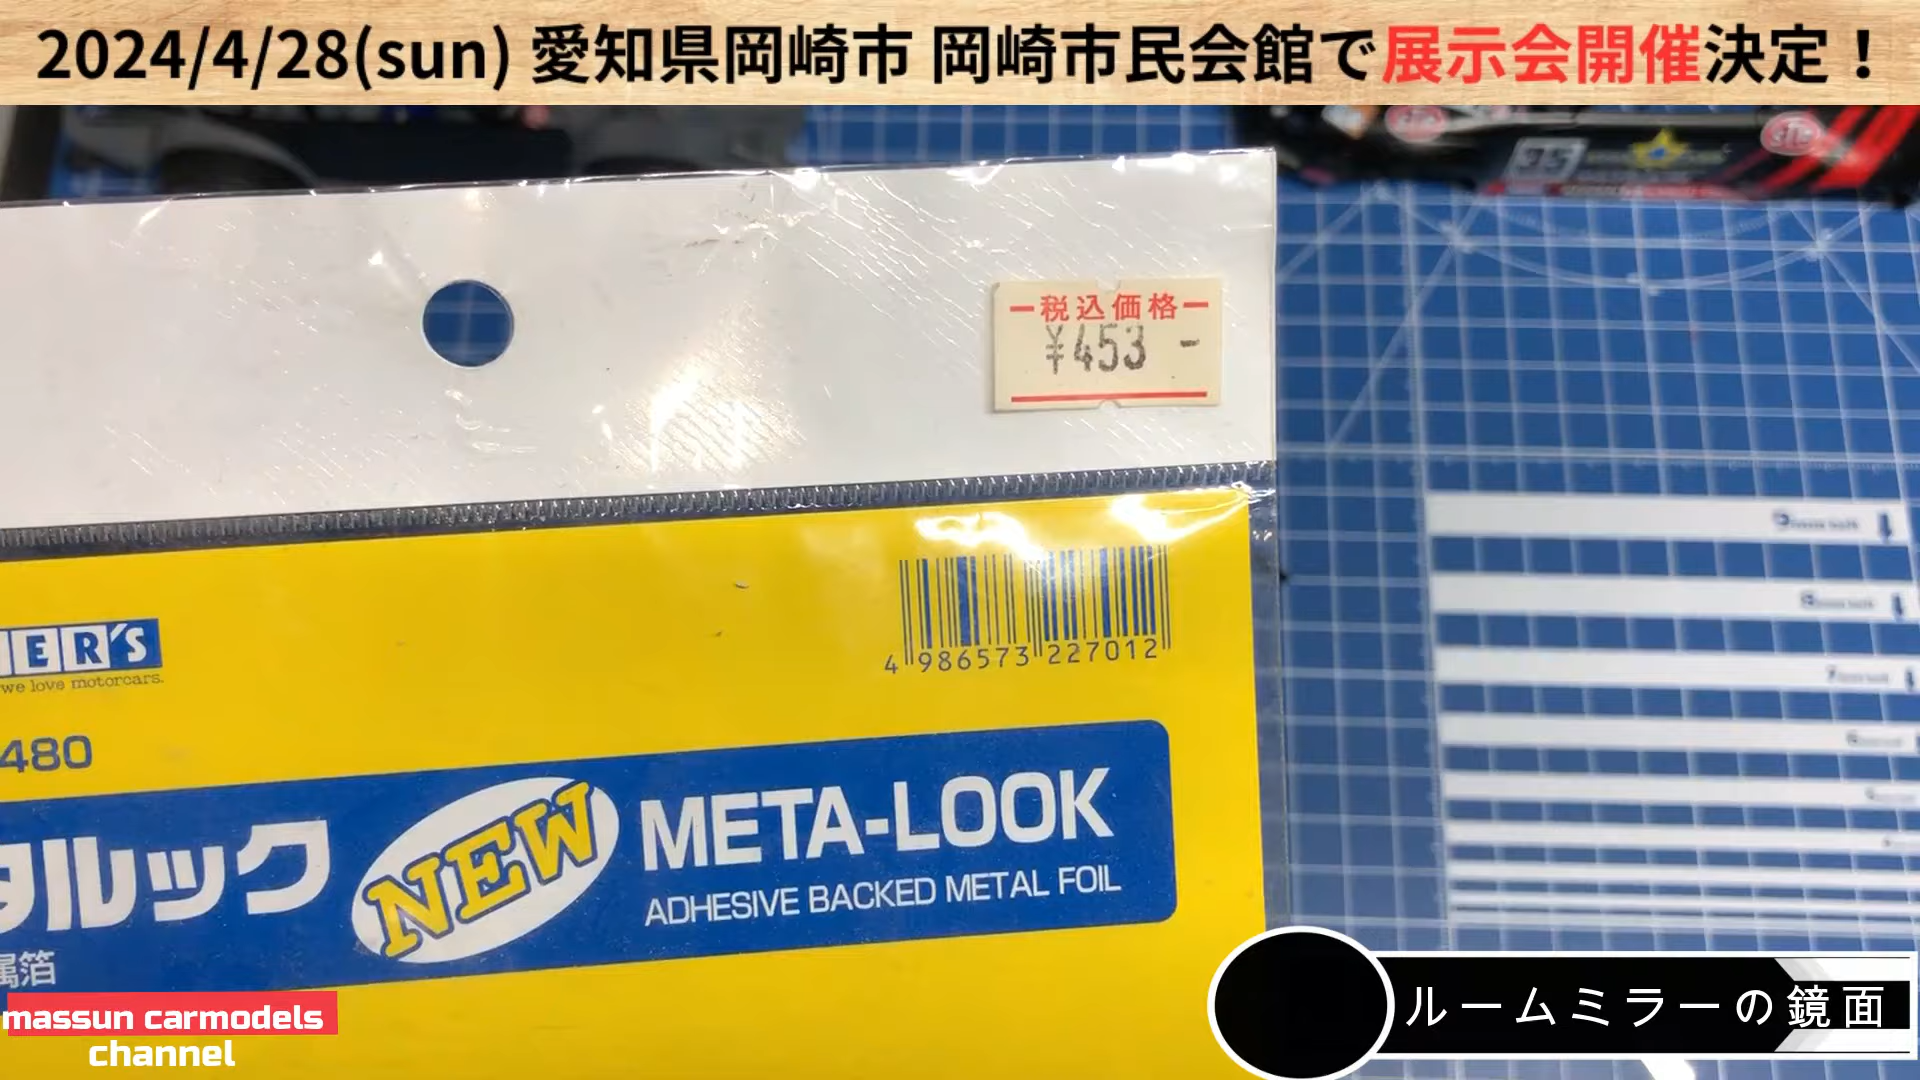 2024/4/28(sun) 愛知県岡崎市 岡崎市民会館で展示会開催決定！
35
税込価格
¥453 -
4 986573 227012
ER'S
we love motorcars.
480
タルック NEW META-LOOK
ADHESIVE BACKED METAL FOIL
属箔
massun carmodels
channel
ルームミラーの鏡面